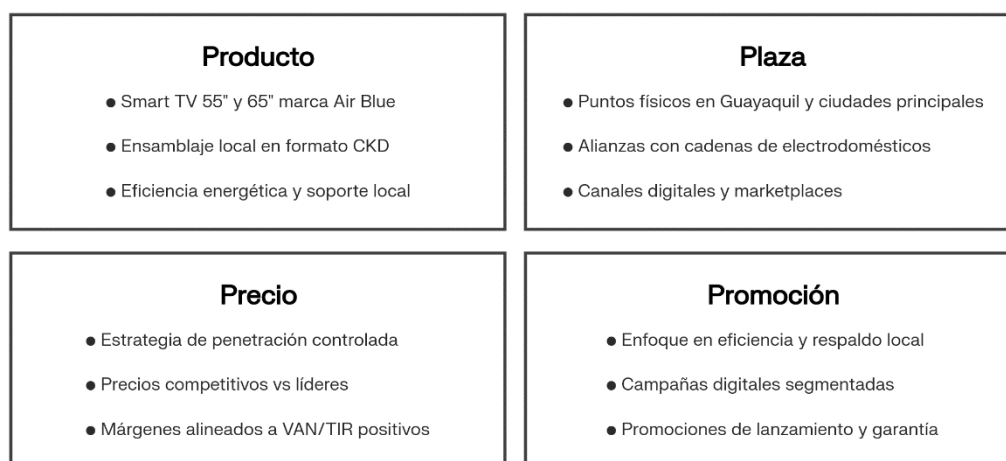 Producto
● Smart TV 55" y 65" marca Air Blue
● Ensamblaje local en formato CKD
● Eficiencia energética y soporte local
Plaza
● Puntos físicos en Guayaquil y ciudades principales
● Alianzas con cadenas de electrodomésticos
● Canales digitales y marketplaces
Precio
● Estrategia de penetración controlada
● Precios competitivos vs líderes
● Márgenes alineados a VAN/TIR positivos
Promoción
● Enfoque en eficiencia y respaldo local
● Campañas digitales segmentadas
● Promociones de lanzamiento y garantía